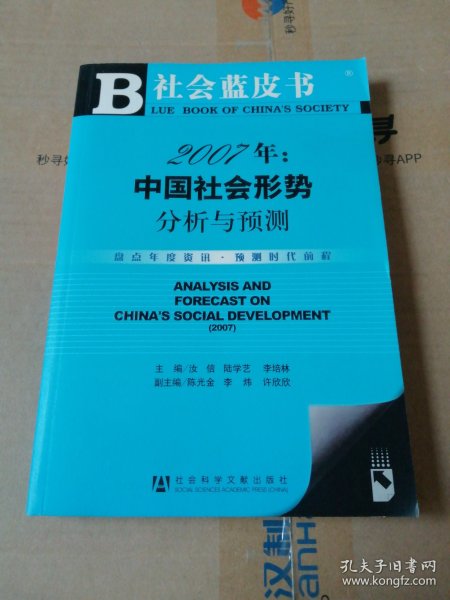 社会蓝皮书
®
BLUE BOOK OF CHINA'S SOCIETY
2007年:
中国社会形势
分析与预测
盘点年度资讯·预测时代前程
ANALYSIS AND
FORECAST ON
CHINA'S SOCIAL DEVELOPMENT
(2007)
主 编/汝 信 陆学艺 李培林
副主编/陈光金 李 炜 许欣欣
社会科学文献出版社
SOCIAL SCIENCES ACADEMIC PRESS (CHINA)
孔夫子旧书网
www.kongfz.com